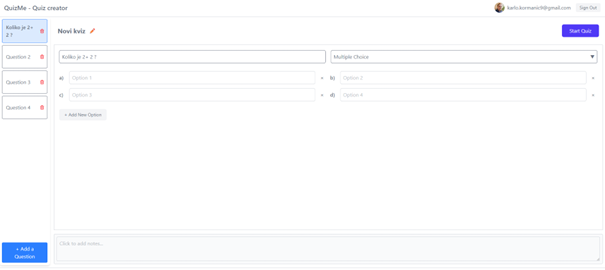 QuizMe - Quiz creator
karlo.kormanic9@gmail.com Sign Out
Koliko je 2+
2 ?
Question 2
Question 3
Question 4
+ Add a
Question
Novi kviz
Start Quiz
Koliko je 2+ 2 ?
Multiple Choice
a) Option 1
b) Option 2
c) Option 3
d) Option 4
+ Add New Option
Click to add notes...